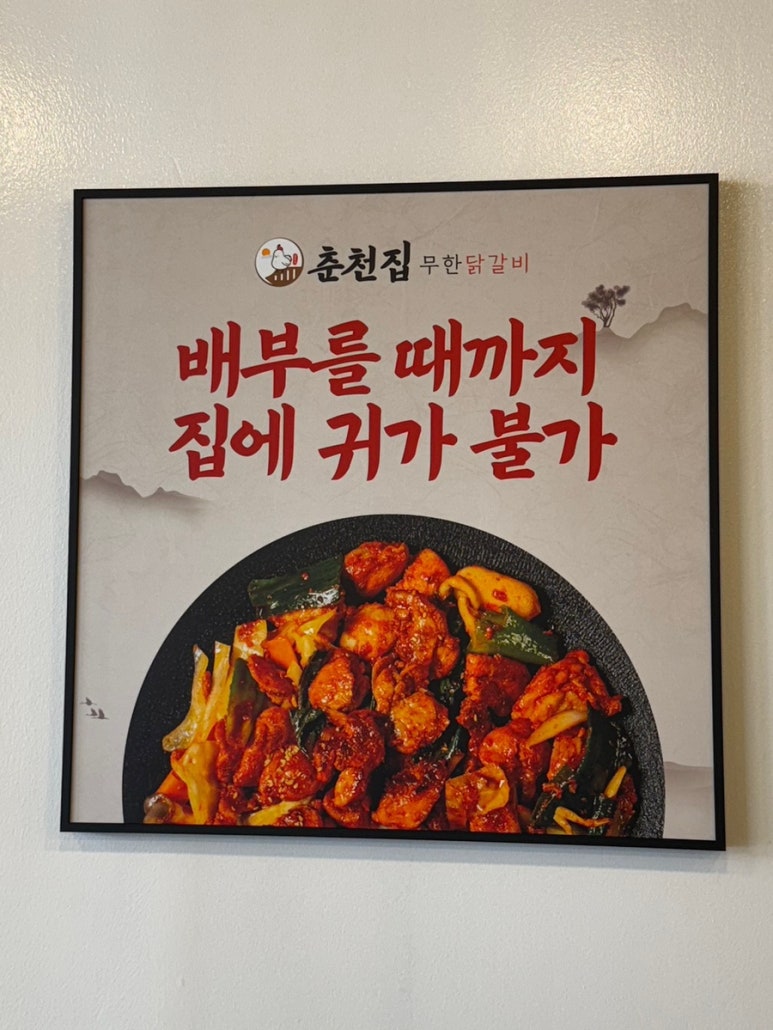 춘천집 무한닭갈비
배부를 때까지
집에 귀가 불가